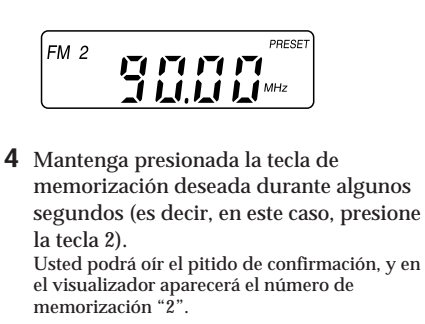 FM 2
PRESET
90.00 MHz
4 Mantenga presionada la tecla de
memorización deseada durante algunos
segundos (es decir, en este caso, presione
la tecla 2).
Usted podrá oír el pitido de confirmación, y en
el visualizador aparecerá el número de
memorización “2”.